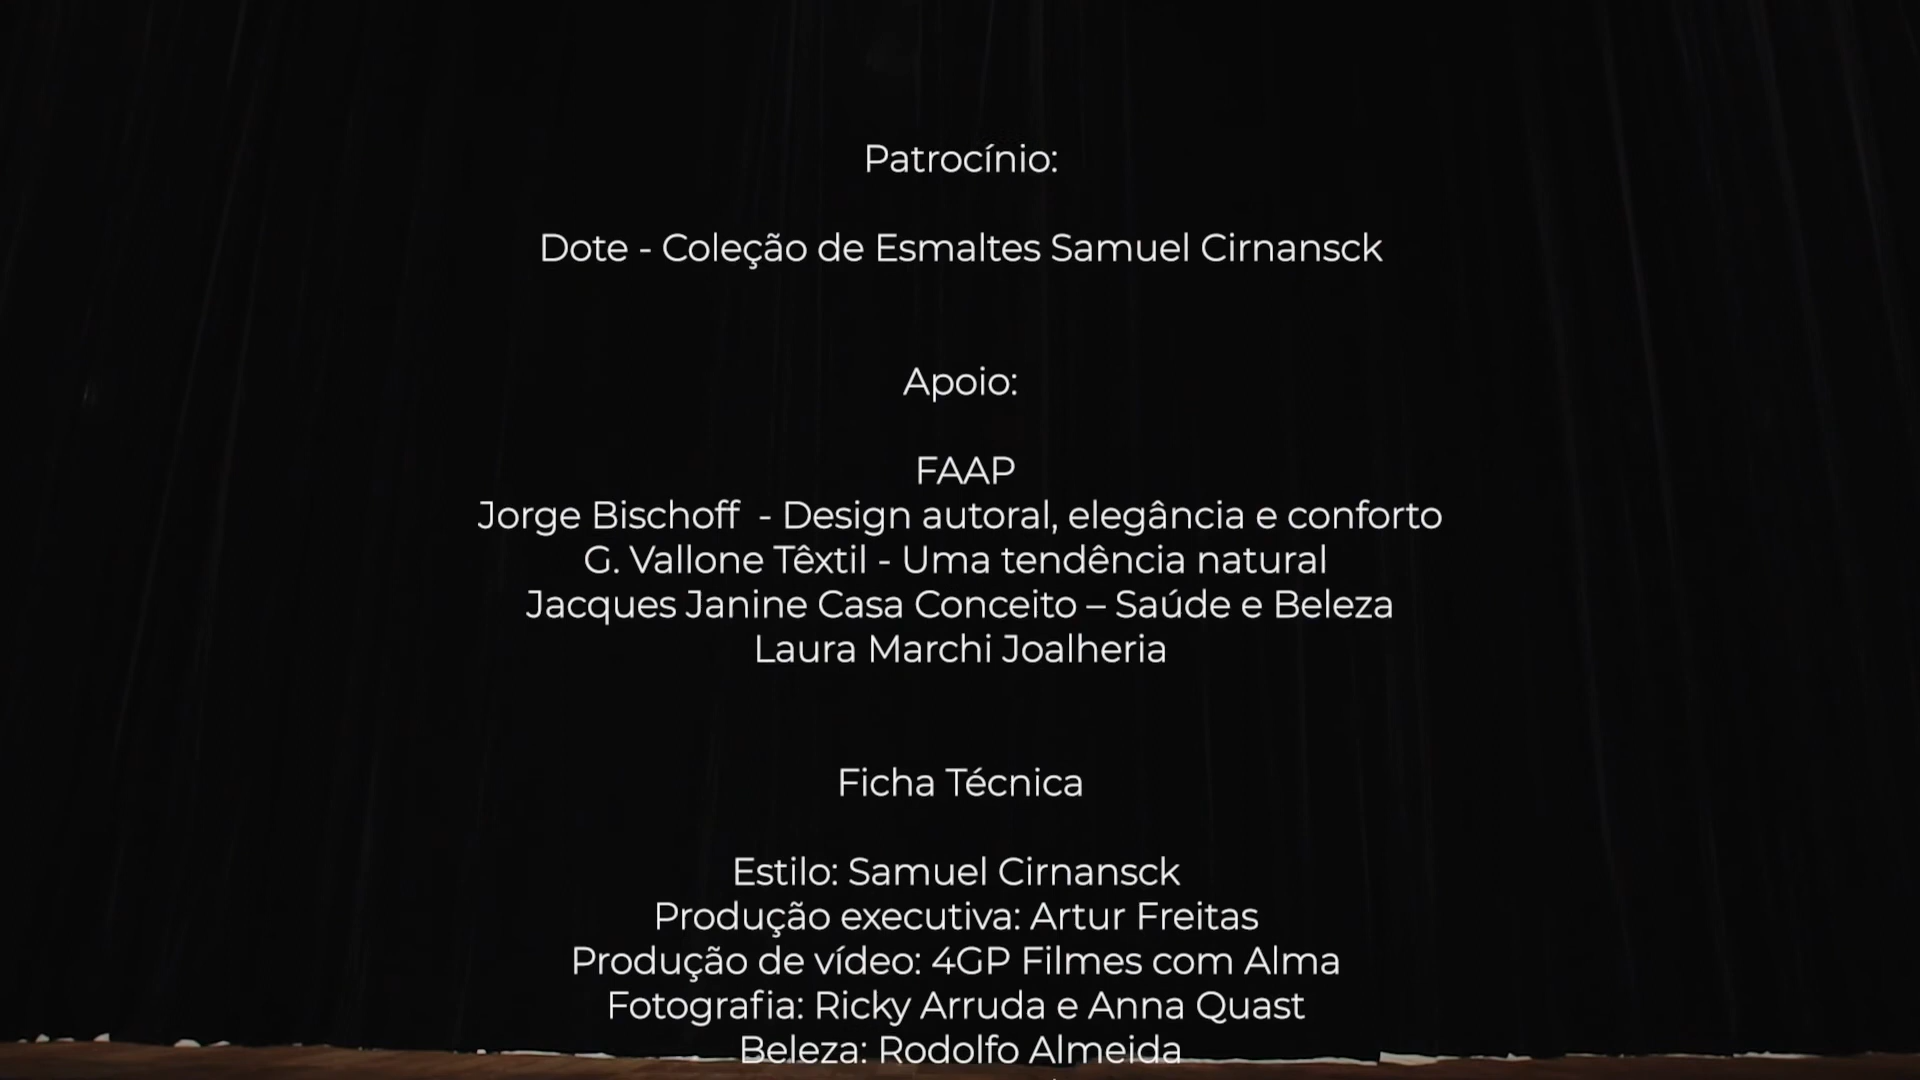 Patrocínio:
Dote - Coleção de Esmaltes Samuel Cirnansck
Apoio:
FAAP
Jorge Bischoff  - Design autoral, elegância e conforto
G. Vallone Têxtil - Uma tendência natural
Jacques Janine Casa Conceito – Saúde e Beleza
Laura Marchi Joalheria
Ficha Técnica
Estilo: Samuel Cirnansck
Produção executiva: Artur Freitas
Produção de vídeo: 4GP Filmes com Alma
Fotografia: Ricky Arruda e Anna Quast
Beleza: Rodolfo Almeida